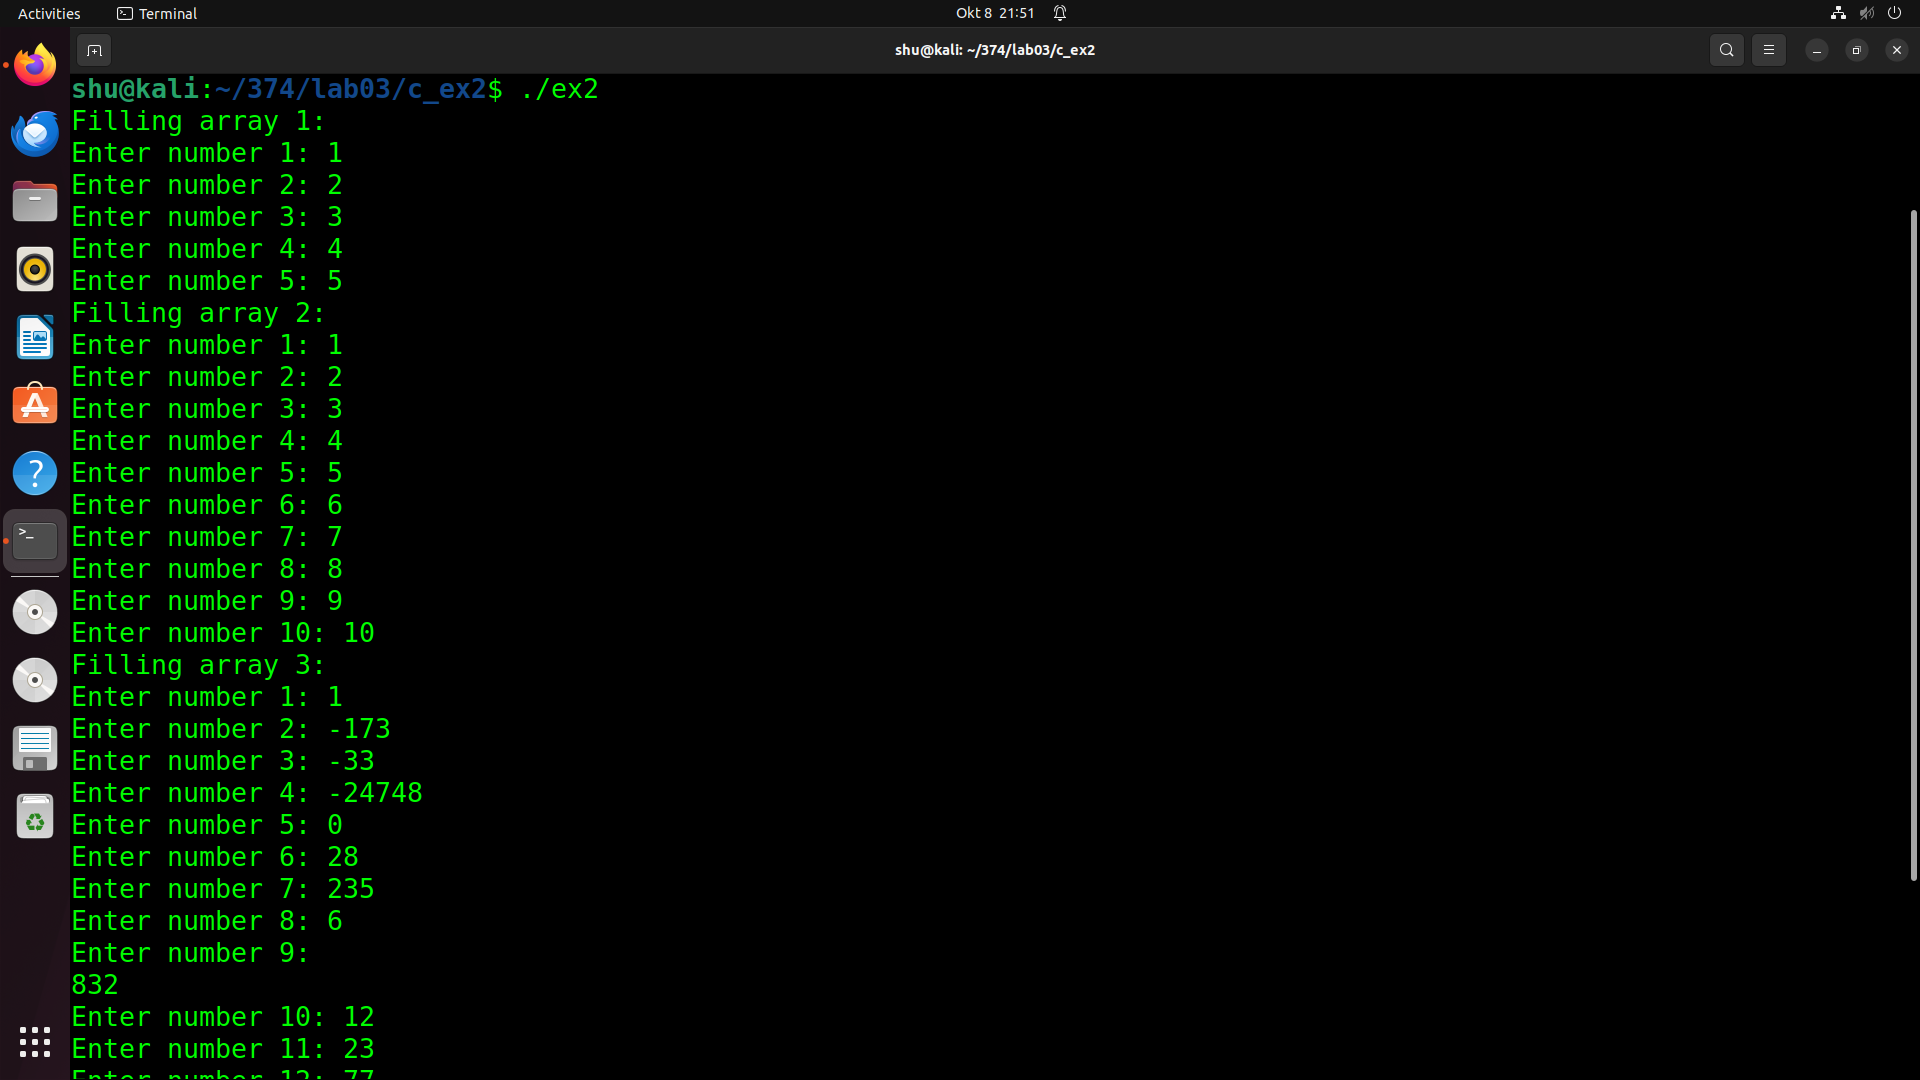 Activities
Terminal
Okt 8 21:51
shu@kali: ~/374/lab03/c_ex2
shu@kali:~/374/lab03/c_ex2$ ./ex2
Filling array 1:
Enter number 1: 1
Enter number 2: 2
Enter number 3: 3
Enter number 4: 4
Enter number 5: 5
Filling array 2:
Enter number 1: 1
Enter number 2: 2
Enter number 3: 3
Enter number 4: 4
Enter number 5: 5
Enter number 6: 6
Enter number 7: 7
Enter number 8: 8
Enter number 9: 9
Enter number 10: 10
Filling array 3:
Enter number 1: 1
Enter number 2: -173
Enter number 3: -33
Enter number 4: -24748
Enter number 5: 0
Enter number 6: 28
Enter number 7: 235
Enter number 8: 6
Enter number 9:
832
Enter number 10: 12
Enter number 11: 23
Enter number 12: 77